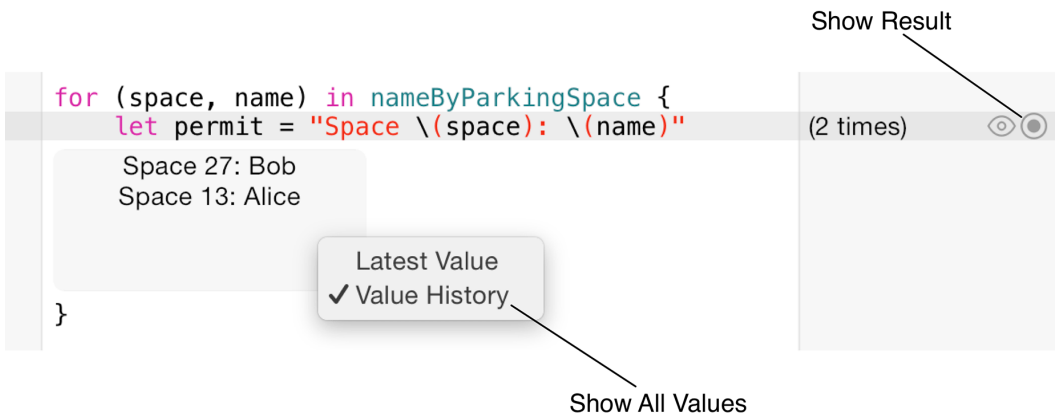 Show Result
for (space, name) in nameByParkingSpace {
let permit = "Space \(space): \(name)"
(2 times)
Space 27: Bob
Space 13: Alice
Latest Value
✓ Value History
}
Show All Values